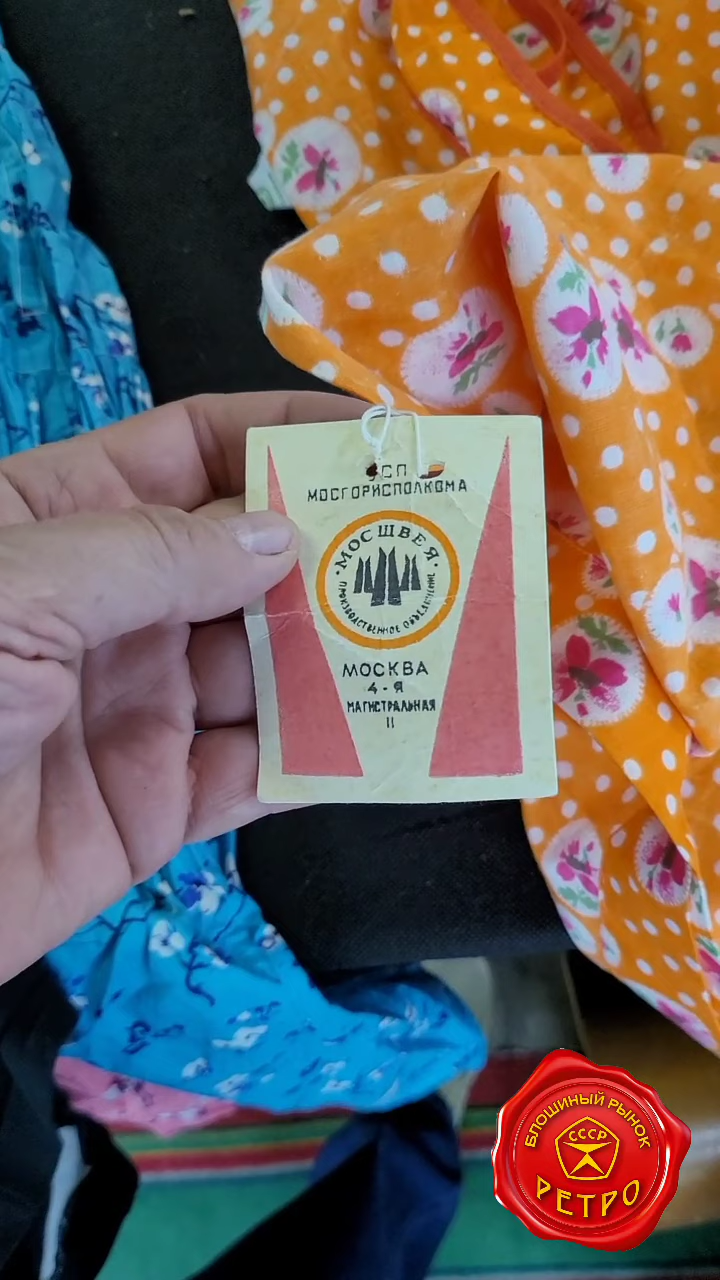 УСП
МОСГОРИСПОЛКОМА
МОСШВЕЯ
ПРОИЗВОДСТВЕННОЕ ОБЪЕДИНЕНИЕ
МОСКВА
4-Я
МАГИСТРАЛЬНАЯ
11
БЛОШИНЫЙ РЫНОК
СССР
РЕТРО